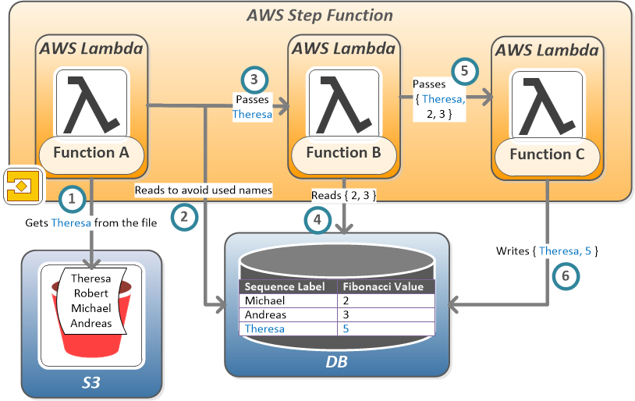 AWS Step Function
AWS Lambda
Function A
AWS Lambda
Function B
AWS Lambda
Function C
1
Gets Theresa from the file
2
Reads to avoid used names
3
Passes
Theresa
4
Reads { 2, 3 }
5
Passes
{ Theresa,
2, 3 }
6
Writes { Theresa, 5 }
Theresa
Robert
Michael
Andreas
S3
Sequence Label Fibonacci Value
Michael 2
Andreas 3
Theresa 5
DB